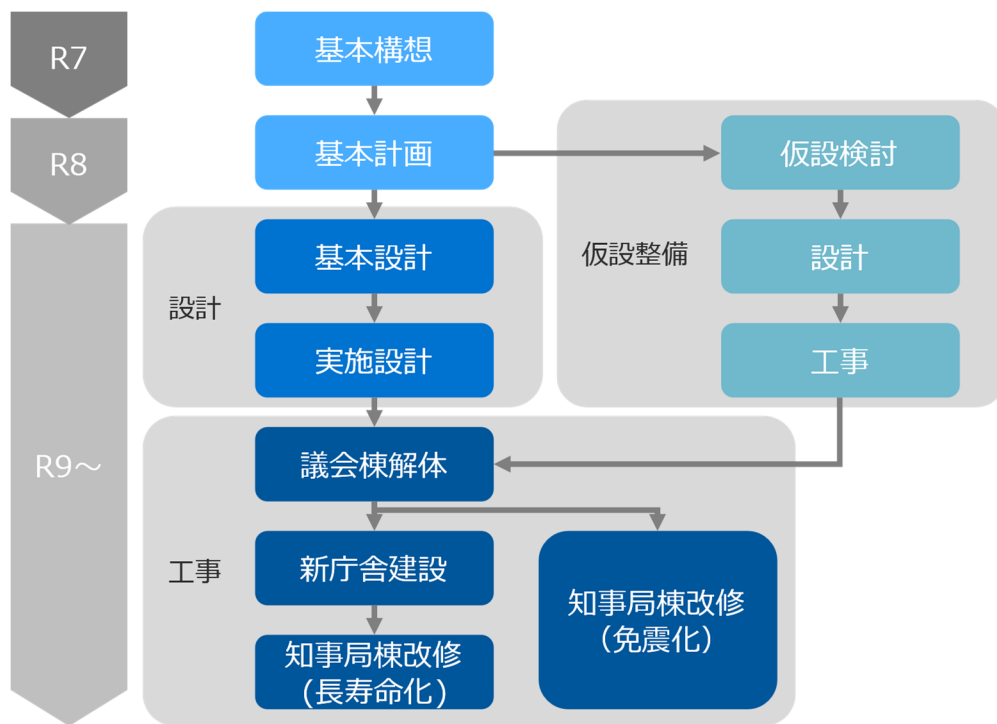 R7
基本構想
R8
基本計画
仮設検討
R9～
設計
基本設計
実施設計
仮設整備
設計
工事
工事
議会棟解体
新庁舎建設
知事局棟改修
(長寿命化)
知事局棟改修
（免震化）